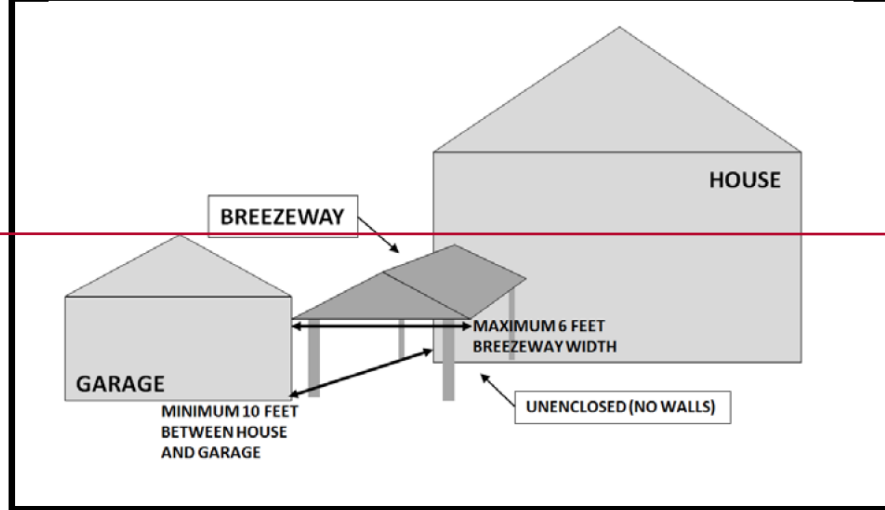 HOUSE
BREEZEWAY
MAXIMUM 6 FEET
BREEZEWAY WIDTH
GARAGE
UNENCLOSED (NO WALLS)
MINIMUM 10 FEET
BETWEEN HOUSE
AND GARAGE